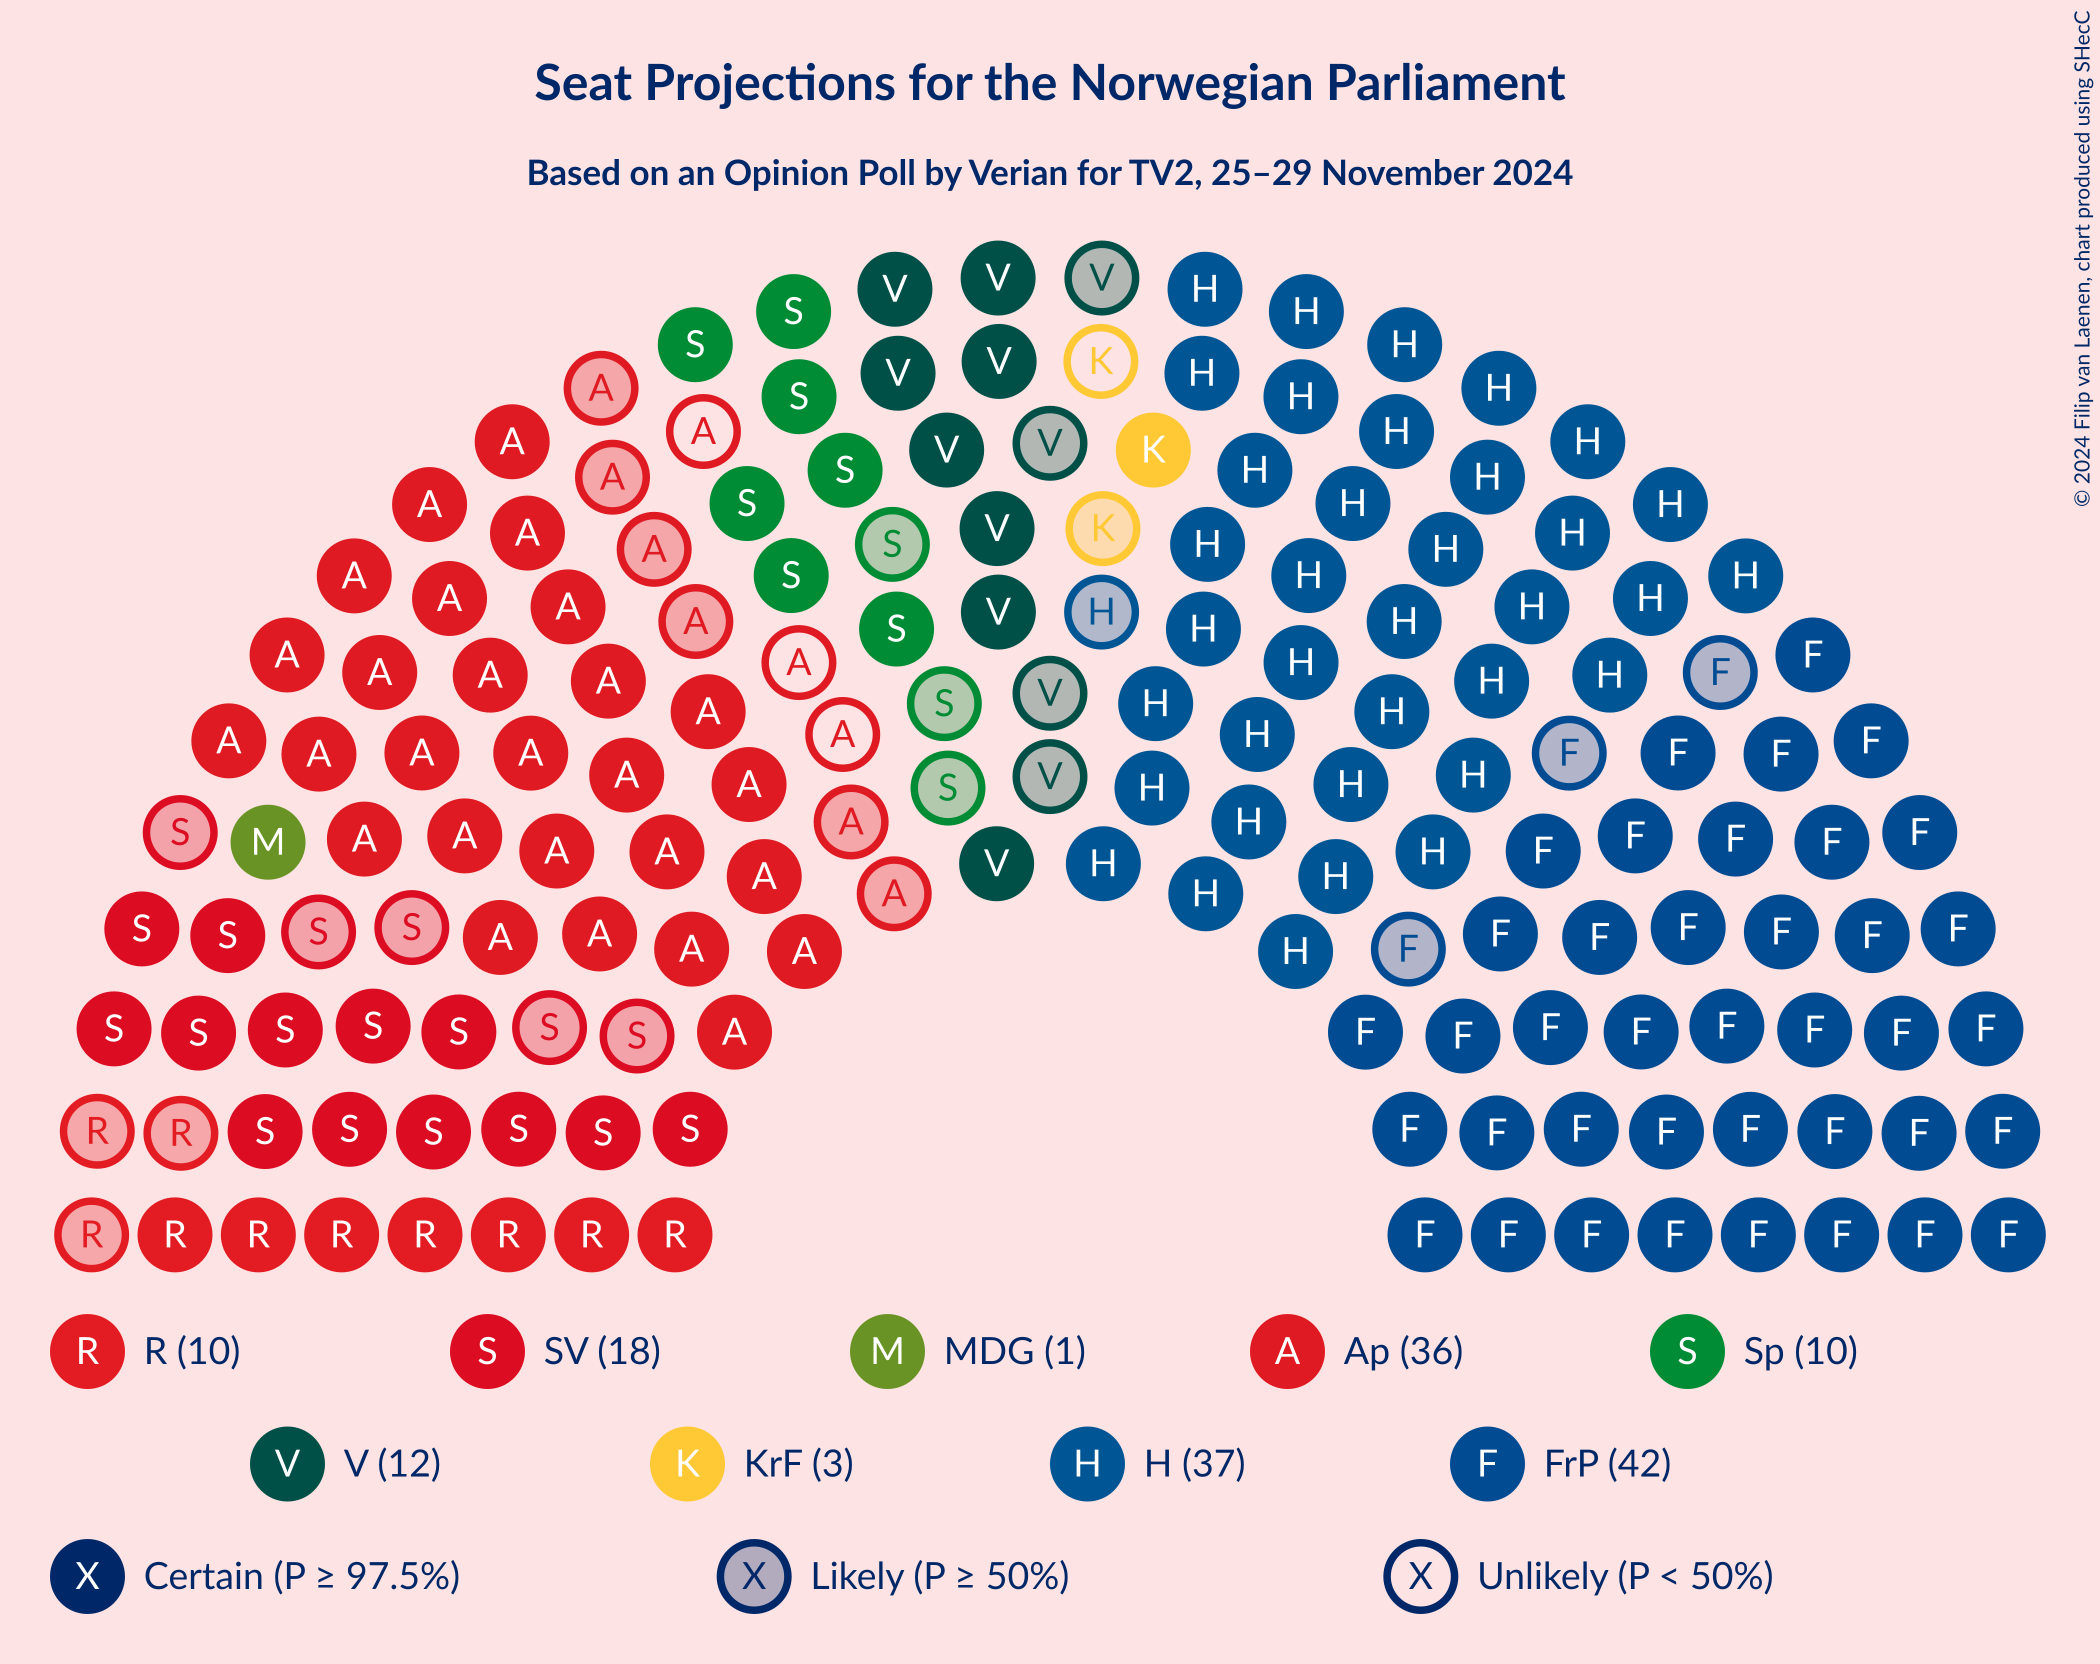 Seat Projections for the Norwegian Parliament
Based on an Opinion Poll by Verian for TV2, 25–29 November 2024
© 2024 Filip van Laenen, chart produced using SHecC
V V V H
S S H H
S V V K H H
A S H H
A A V V K H H H
A S S H H H
A A S V K H H H
A A A S H H H H
A A A S V H H H H H
A A A A A H H H F F
A A A A S V H H H H
A A A A A A H H H F F F F
A A S V H H H
S M A A A A A H H F F F F F
A A V H H H
S S S S A A A A H F F F F F F F
S S S S S S S A F F F F F F F F
R R S S S S S S F F F F F F F F
R R R R R R R R F F F F F F F F
R R (10) S SV (18) M MDG (1) A Ap (36) S Sp (10)
V V (12) K KrF (3) H H (37) F FrP (42)
X Certain (P ≥ 97.5%) X Likely (P ≥ 50%) X Unlikely (P < 50%)